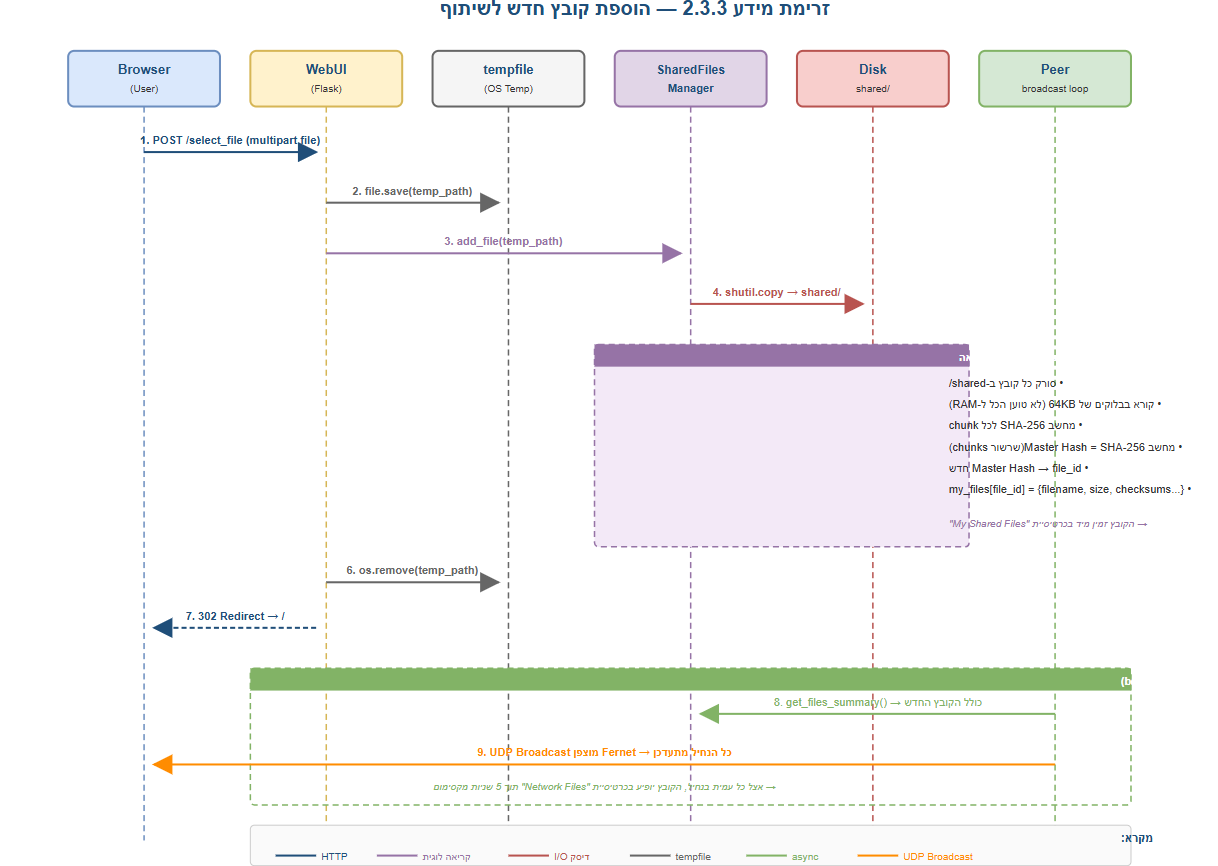 זרימת מידע 2.3.3 — הוספת קובץ חדש לשיתוף
Browser
(User)
WebUI
(Flask)
tempfile
(OS Temp)
SharedFiles
Manager
Disk
shared/
Peer
broadcast loop
1. POST /select_file (multipart file)
2. file.save(temp_path)
3. add_file(temp_path)
4. shutil.copy → shared/
• סורק כל קובץ ב-shared/
• קורא בבלוקים של 64KB (לא טוען הכל ל-RAM)
• מחשב SHA-256 לכל chunk
• מחשב Master Hash = SHA-256(שרשור chunks)
• Master Hash → file_id חדש
• my_files[file_id] = {filename, size, checksums...}
→ הקובץ זמין מיד בכרטיסיית "My Shared Files"
6. os.remove(temp_path)
7. 302 Redirect → /
8. get_files_summary() → כולל הקובץ החדש
9. UDP Broadcast מוצפן Fernet → כל הנחיל מתעדכן
→ אצל כל עמית בנחיל, הקובץ יופיע בכרטיסיית "Network Files" תוך 5 שניות מקסימום
מקרא:
HTTP
קריאה לוגית
I/O דיסק
tempfile
async
UDP Broadcast